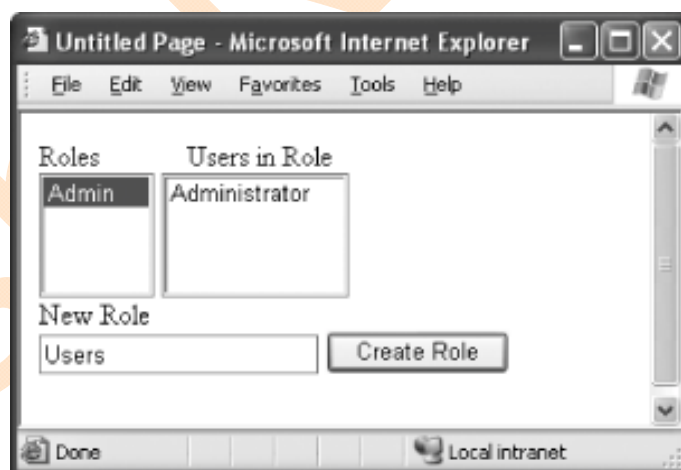 Untitled Page - Microsoft Internet Explorer
File Edit View Favorites Tools Help
Roles Users in Role
Admin Administrator
New Role
Users Create Role
Done Local intranet